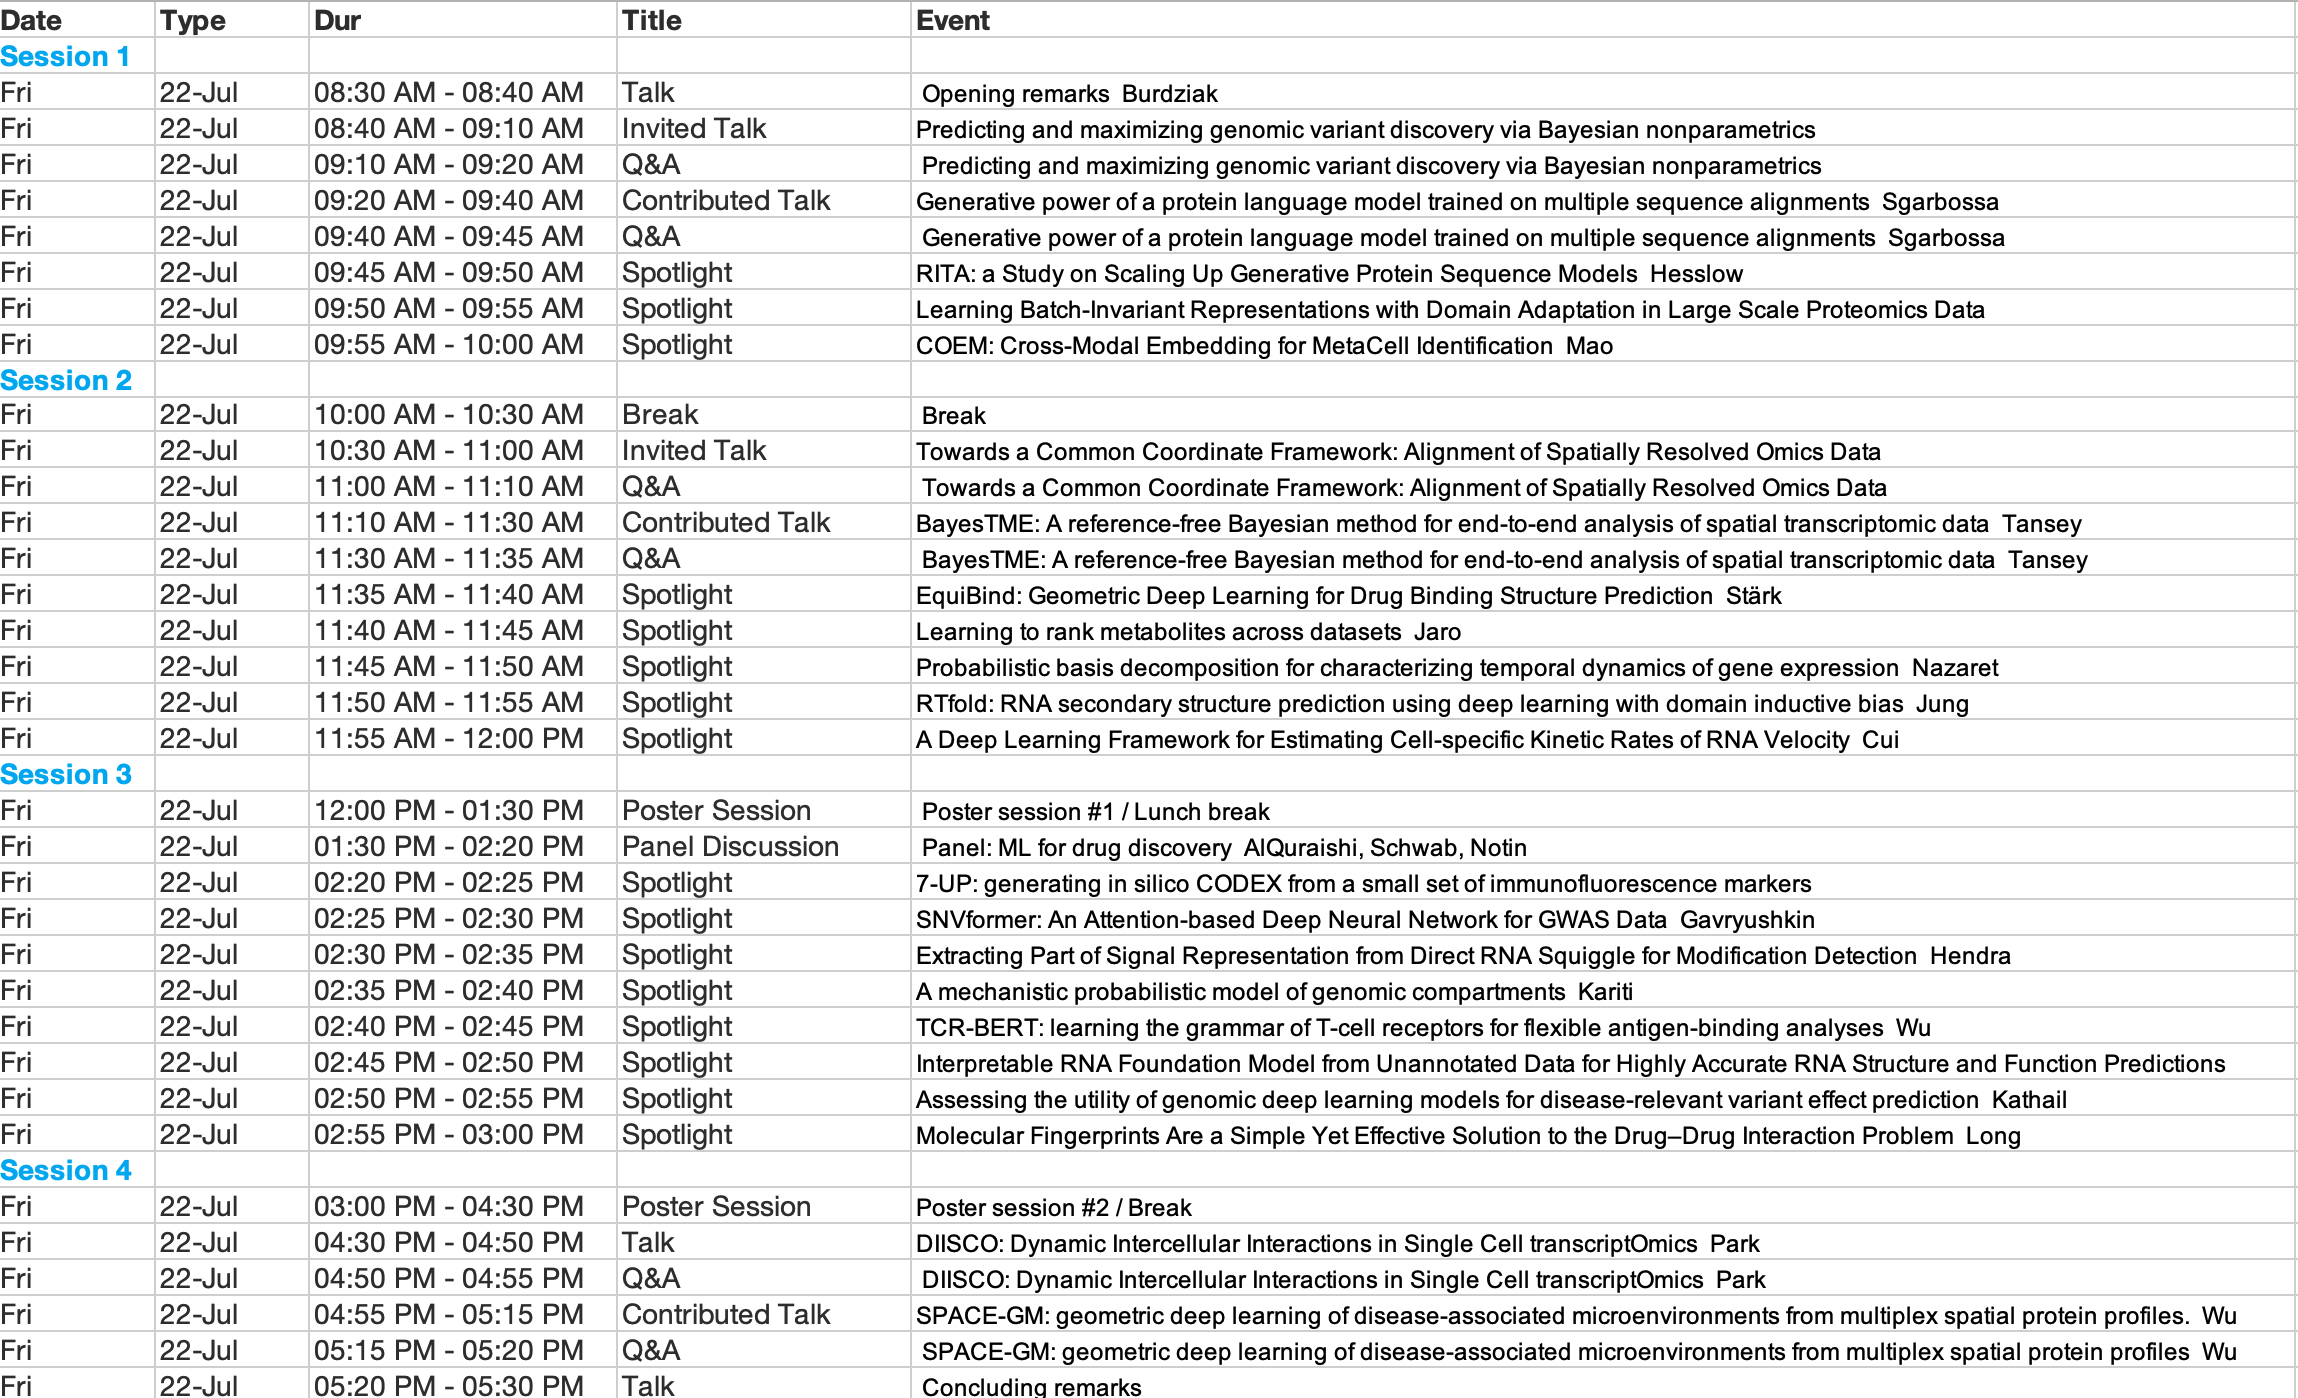 Date Type Dur Title Event
Session 1
Fri 22-Jul 08:30 AM - 08:40 AM Talk Opening remarks Burdziak
Fri 22-Jul 08:40 AM - 09:10 AM Invited Talk Predicting and maximizing genomic variant discovery via Bayesian nonparametrics
Fri 22-Jul 09:10 AM - 09:20 AM Q&A Predicting and maximizing genomic variant discovery via Bayesian nonparametrics
Fri 22-Jul 09:20 AM - 09:40 AM Contributed Talk Generative power of a protein language model trained on multiple sequence alignments Sgarbossa
Fri 22-Jul 09:40 AM - 09:45 AM Q&A Generative power of a protein language model trained on multiple sequence alignments Sgarbossa
Fri 22-Jul 09:45 AM - 09:50 AM Spotlight RITA: a Study on Scaling Up Generative Protein Sequence Models Hesslow
Fri 22-Jul 09:50 AM - 09:55 AM Spotlight Learning Batch-Invariant Representations with Domain Adaptation in Large Scale Proteomics Data
Fri 22-Jul 09:55 AM - 10:00 AM Spotlight COEM: Cross-Modal Embedding for MetaCell Identification Mao
Session 2
Fri 22-Jul 10:00 AM - 10:30 AM Break Break
Fri 22-Jul 10:30 AM - 11:00 AM Invited Talk Towards a Common Coordinate Framework: Alignment of Spatially Resolved Omics Data
Fri 22-Jul 11:00 AM - 11:10 AM Q&A Towards a Common Coordinate Framework: Alignment of Spatially Resolved Omics Data
Fri 22-Jul 11:10 AM - 11:30 AM Contributed Talk BayesTME: A reference-free Bayesian method for end-to-end analysis of spatial transcriptomic data Tansey
Fri 22-Jul 11:30 AM - 11:35 AM Q&A BayesTME: A reference-free Bayesian method for end-to-end analysis of spatial transcriptomic data Tansey
Fri 22-Jul 11:35 AM - 11:40 AM Spotlight EquiBind: Geometric Deep Learning for Drug Binding Structure Prediction Stärk
Fri 22-Jul 11:40 AM - 11:45 AM Spotlight Learning to rank metabolites across datasets Jaro
Fri 22-Jul 11:45 AM - 11:50 AM Spotlight Probabilistic basis decomposition for characterizing temporal dynamics of gene expression Nazaret
Fri 22-Jul 11:50 AM - 11:55 AM Spotlight RTfold: RNA secondary structure prediction using deep learning with domain inductive bias Jung
Fri 22-Jul 11:55 AM - 12:00 PM Spotlight A Deep Learning Framework for Estimating Cell-specific Kinetic Rates of RNA Velocity Cui
Session 3
Fri 22-Jul 12:00 PM - 01:30 PM Poster Session Poster session #1 / Lunch break
Fri 22-Jul 01:30 PM - 02:20 PM Panel Discussion Panel: ML for drug discovery AlQuraishi, Schwab, Notin
Fri 22-Jul 02:20 PM - 02:25 PM Spotlight 7-UP: generating in silico CODEX from a small set of immunofluorescence markers
Fri 22-Jul 02:25 PM - 02:30 PM Spotlight SNVformer: An Attention-based Deep Neural Network for GWAS Data Gavryushkin
Fri 22-Jul 02:30 PM - 02:35 PM Spotlight Extracting Part of Signal Representation from Direct RNA Squiggle for Modification Detection Hendra
Fri 22-Jul 02:35 PM - 02:40 PM Spotlight A mechanistic probabilistic model of genomic compartments Kariti
Fri 22-Jul 02:40 PM - 02:45 PM Spotlight TCR-BERT: learning the grammar of T-cell receptors for flexible antigen-binding analyses Wu
Fri 22-Jul 02:45 PM - 02:50 PM Spotlight Interpretable RNA Foundation Model from Unannotated Data for Highly Accurate RNA Structure and Function Predictions
Fri 22-Jul 02:50 PM - 02:55 PM Spotlight Assessing the utility of genomic deep learning models for disease-relevant variant effect prediction Kathail
Fri 22-Jul 02:55 PM - 03:00 PM Spotlight Molecular Fingerprints Are a Simple Yet Effective Solution to the Drug–Drug Interaction Problem Long
Session 4
Fri 22-Jul 03:00 PM - 04:30 PM Poster Session Poster session #2 / Break
Fri 22-Jul 04:30 PM - 04:50 PM Talk DIISCO: Dynamic Intercellular Interactions in Single Cell transcriptOmics Park
Fri 22-Jul 04:50 PM - 04:55 PM Q&A DIISCO: Dynamic Intercellular Interactions in Single Cell transcriptOmics Park
Fri 22-Jul 04:55 PM - 05:15 PM Contributed Talk SPACE-GM: geometric deep learning of disease-associated microenvironments from multiplex spatial protein profiles. Wu
Fri 22-Jul 05:15 PM - 05:20 PM Q&A SPACE-GM: geometric deep learning of disease-associated microenvironments from multiplex spatial protein profiles Wu
Fri 22-Jul 05:20 PM - 05:30 PM Talk Concluding remarks